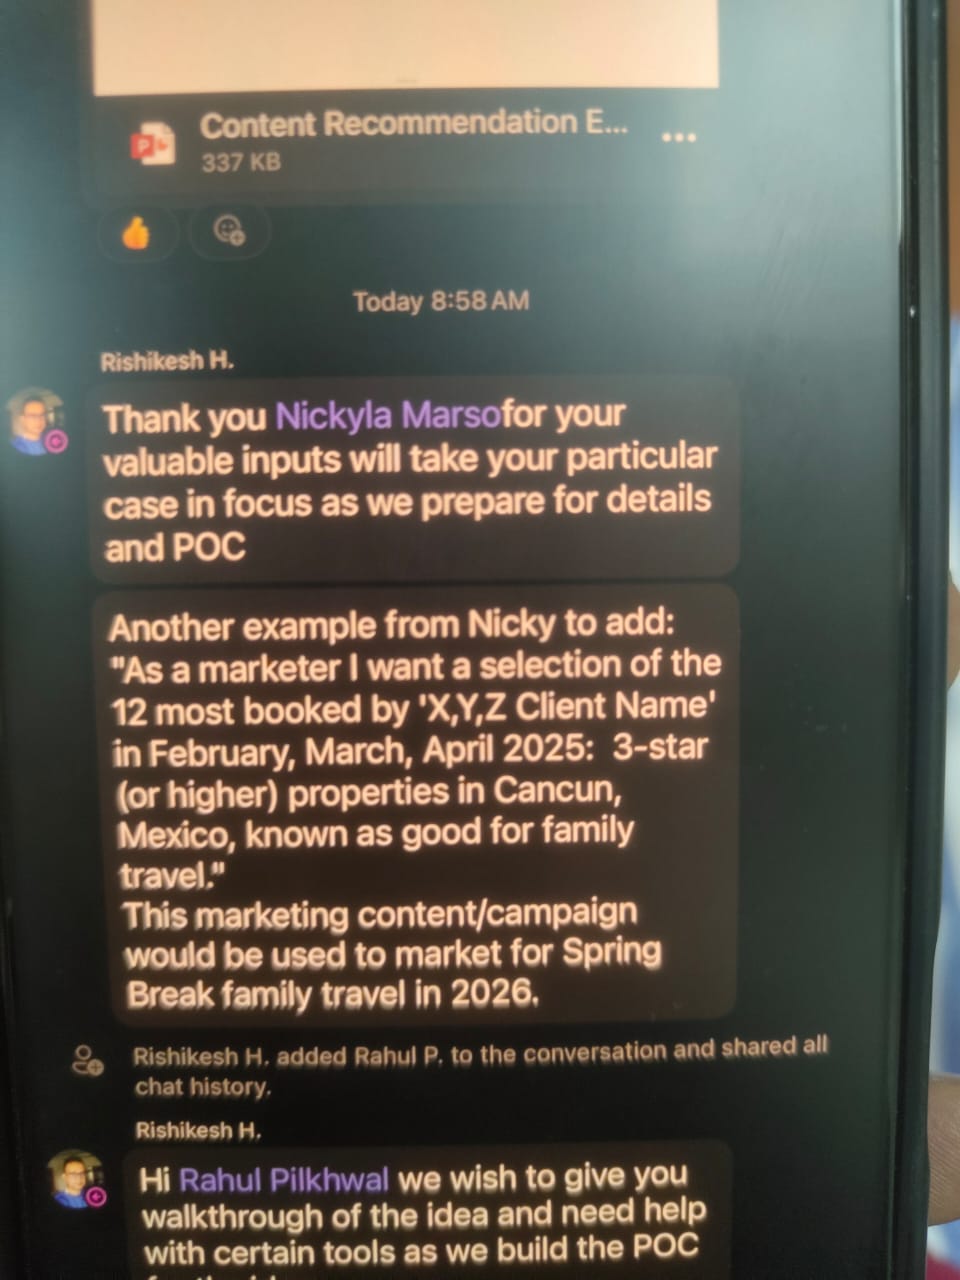 Content Recommendation E...
337 KB
Today 8:58 AM
Rishikesh H.
Thank you Nickyla Marsofor your
valuable inputs will take your particular
case in focus as we prepare for details
and POC
Another example from Nicky to add:
"As a marketer I want a selection of the
12 most booked by 'X,Y,Z Client Name'
in February, March, April 2025:  3-star
(or higher) properties in Cancun,
Mexico, known as good for family
travel."
This marketing content/campaign
would be used to market for Spring
Break family travel in 2026.
Rishikesh H. added Rahul P. to the conversation and shared all
chat history.
Rishikesh H.
Hi Rahul Pilkhwal we wish to give you
walkthrough of the idea and need help
with certain tools as we build the POC